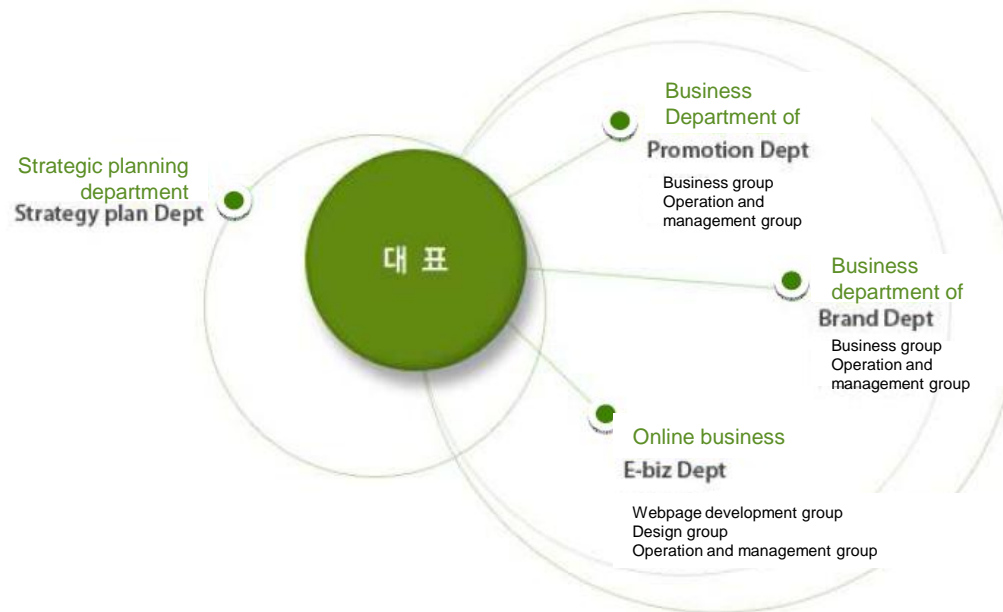 Strategic planning
department
Strategy plan Dept
대 표
Business
Department of
Promotion Dept
Business group
Operation and
management group
Business
department of
Brand Dept
Business group
Operation and
management group
Online business
E-biz Dept
Webpage development group
Design group
Operation and management group